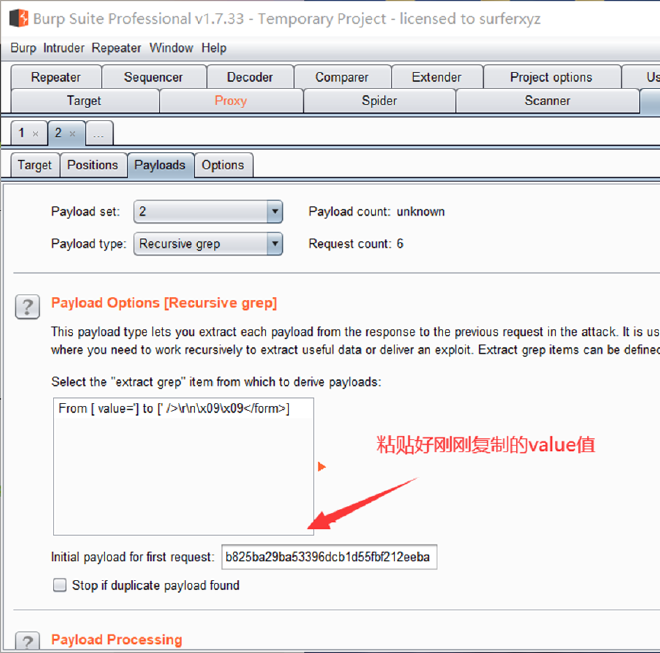 Burp Suite Professional v1.7.33 - Temporary Project - licensed to surferxyz
Burp Intruder Repeater Window Help
Repeater Sequencer Decoder Comparer Extender Project options Us
Target Proxy Spider Scanner
1 × 2 × ...
Target Positions Payloads Options
Payload set: 2 Payload count: unknown
Payload type: Recursive grep Request count: 6
? Payload Options [Recursive grep]
This payload type lets you extract each payload from the response to the previous request in the attack. It is us
where you need to work recursively to extract useful data or deliver an exploit. Extract grep items can be defined
Select the "extract grep" item from which to derive payloads:
From [ value='] to [' />\r\n\x09\x09</form>]
粘贴好刚刚复制的value值
Initial payload for first request: b825ba29ba53396dcb1d55fbf212eeba
Stop if duplicate payload found
? Payload Processing